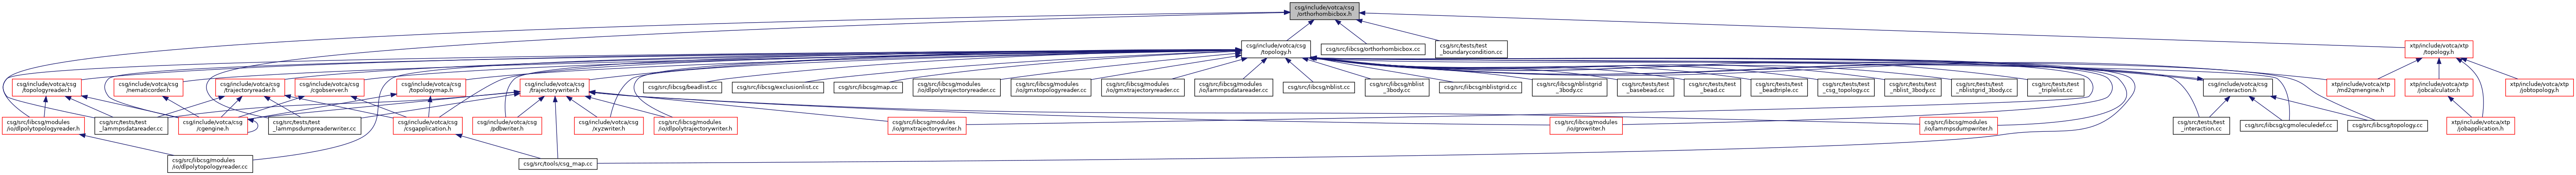 csg/include/votca/csg
/orthorhombicbox.h
csg/include/votca/csg
/topology.h
csg/src/libcsg/orthorhombicbox.cc
csg/src/tests/test
_boundarycondition.cc
xtp/include/votca/xtp
/topology.h
csg/include/votca/csg
/topologyreader.h
csg/include/votca/csg
/nematicorder.h
csg/include/votca/csg
/trajectoryreader.h
csg/include/votca/csg
/cgobserver.h
csg/include/votca/csg
/topologymap.h
csg/include/votca/csg
/trajectorywriter.h
csg/src/libcsg/beadlist.cc
csg/src/libcsg/exclusionlist.cc
csg/src/libcsg/map.cc
csg/src/libcsg/modules
/io/dlpolytrajectoryreader.cc
csg/src/libcsg/modules
/io/gmxtopologyreader.cc
csg/src/libcsg/modules
/io/gmxtrajectoryreader.cc
csg/src/libcsg/modules
/io/lammpsdatareader.cc
csg/src/libcsg/nblist.cc
csg/src/libcsg/nblist
_3body.cc
csg/src/libcsg/nblistgrid.cc
csg/src/libcsg/nblistgrid
_3body.cc
csg/src/tests/test
_basebead.cc
csg/src/tests/test
_bead.cc
csg/src/tests/test
_beadtriple.cc
csg/src/tests/test
_csg_topology.cc
csg/src/tests/test
_nblist_3body.cc
csg/src/tests/test
_nblistgrid_3body.cc
csg/src/tests/test
_triplelist.cc
csg/include/votca/csg
/interaction.h
xtp/include/votca/xtp
/md2qmengine.h
xtp/include/votca/xtp
/jobcalculator.h
xtp/include/votca/xtp
/jobtopology.h
csg/src/libcsg/modules
/io/dlpolytopologyreader.h
csg/src/tests/test
_lammpsdatareader.cc
csg/include/votca/csg
/cgengine.h
csg/src/tests/test
_lammpsdumpreaderwriter.cc
csg/include/votca/csg
/csgapplication.h
csg/include/votca/csg
/pdbwriter.h
csg/include/votca/csg
/xyzwriter.h
csg/src/libcsg/modules
/io/dlpolytrajectorywriter.h
csg/src/libcsg/modules
/io/gmxtrajectorywriter.h
csg/src/libcsg/modules
/io/growriter.h
csg/src/libcsg/modules
/io/lammpsdumpwriter.h
csg/src/tests/test
_interaction.cc
csg/src/libcsg/cgmoleculedef.cc
csg/src/libcsg/topology.cc
xtp/include/votca/xtp
/jobapplication.h
csg/src/libcsg/modules
/io/dlpolytopologyreader.cc
csg/src/tools/csg_map.cc